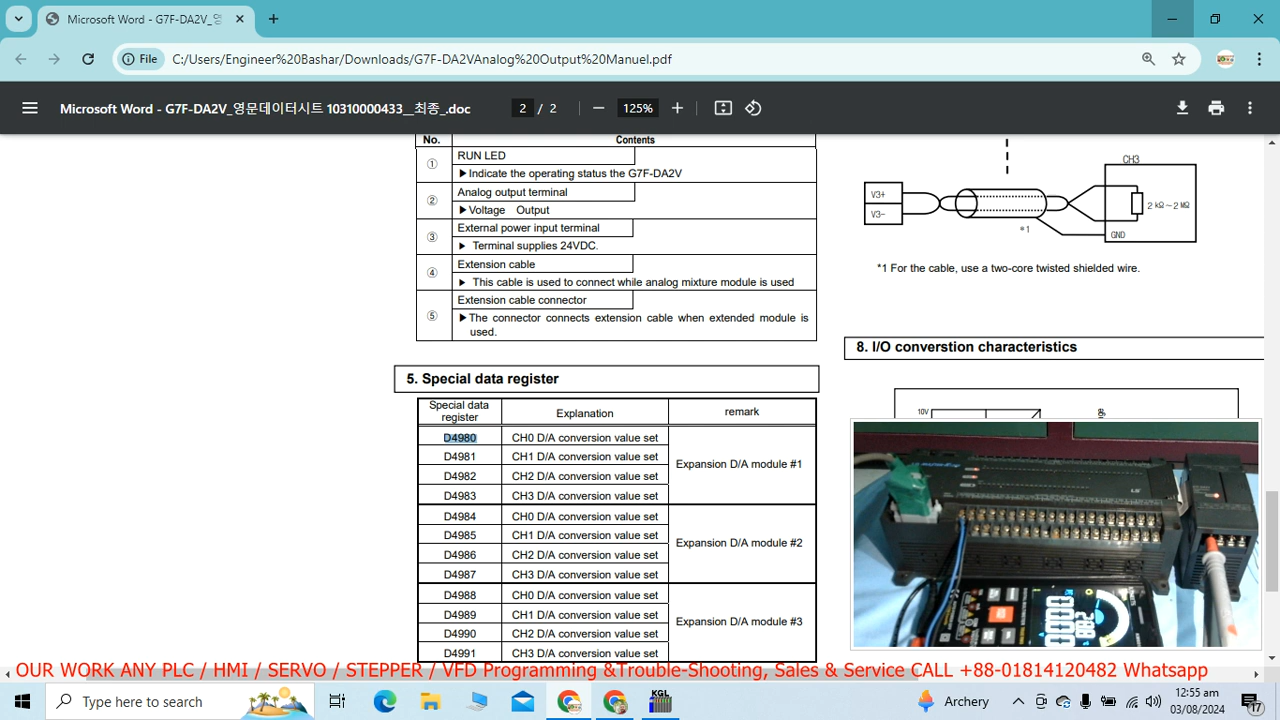 Microsoft Word - G7F-DA2V_영
File
C:/Users/Engineer%20Bashar/Downloads/G7F-DA2VAnalog%20Output%20Manuel.pdf
Microsoft Word - G7F-DA2V_영문데이터시트 10310000433__최종_.doc
2 / 2
125%
No. Contents
① RUN LED
▶Indicate the operating status the G7F-DA2V
② Analog output terminal
▶Voltage Output
③ External power input terminal
▶ Terminal supplies 24VDC.
④ Extension cable
▶ This cable is used to connect while analog mixture module is used
⑤ Extension cable connector
▶The connector connects extension cable when extended module is
used.
5. Special data register
Special data
register
Explanation
remark
D4980 CH0 D/A conversion value set
D4981 CH1 D/A conversion value set
D4982 CH2 D/A conversion value set
D4983 CH3 D/A conversion value set
Expansion D/A module #1
D4984 CH0 D/A conversion value set
D4985 CH1 D/A conversion value set
D4986 CH2 D/A conversion value set
D4987 CH3 D/A conversion value set
Expansion D/A module #2
D4988 CH0 D/A conversion value set
D4989 CH1 D/A conversion value set
D4990 CH2 D/A conversion value set
D4991 CH3 D/A conversion value set
Expansion D/A module #3
CH3
V3+
V3-
2 kΩ～2 MΩ
*1
GND
*1 For the cable, use a two-core twisted shielded wire.
8. I/O converstion characteristics
10V
LS
OUR WORK ANY PLC / HMI / SERVO / STEPPER / VFD Programming &Trouble-Shooting, Sales & Service CALL +88-01814120482 Whatsapp
Type here to search
KGL
Archery
12:55 am
03/08/2024
17